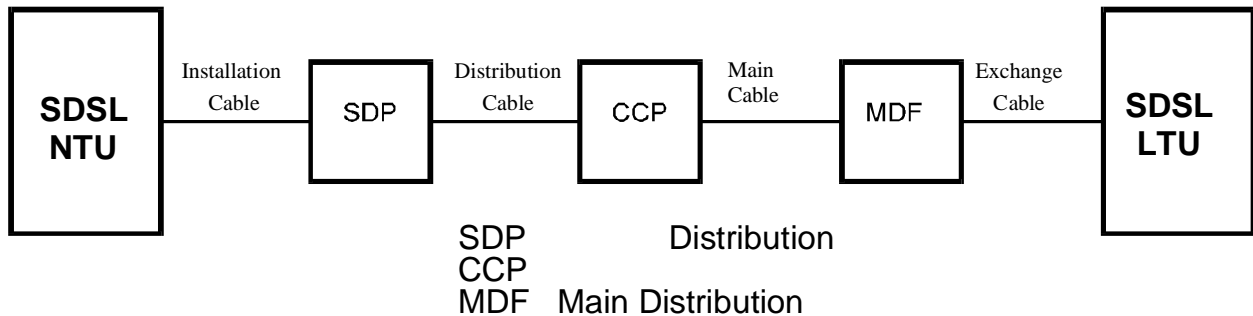 SDSL
NTU
Installation
Cable
SDP
Distribution
Cable
CCP
Main
Cable
MDF
Exchange
Cable
SDSL
LTU
SDP Distribution
CCP
MDF Main Distribution